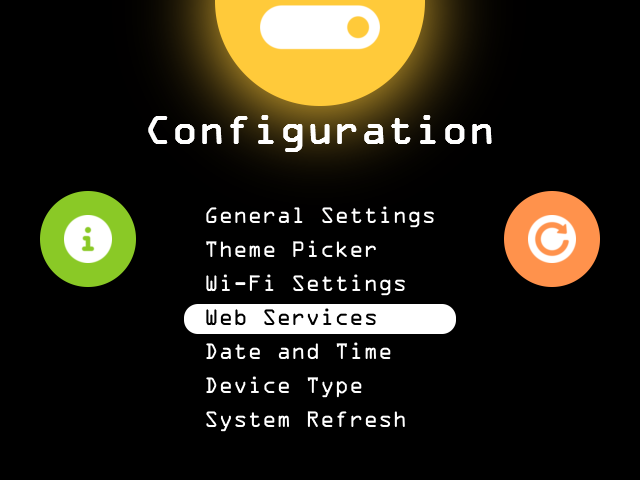 Configuration
General Settings
Theme Picker
Wi-Fi Settings
Web Services
Date and Time
Device Type
System Refresh